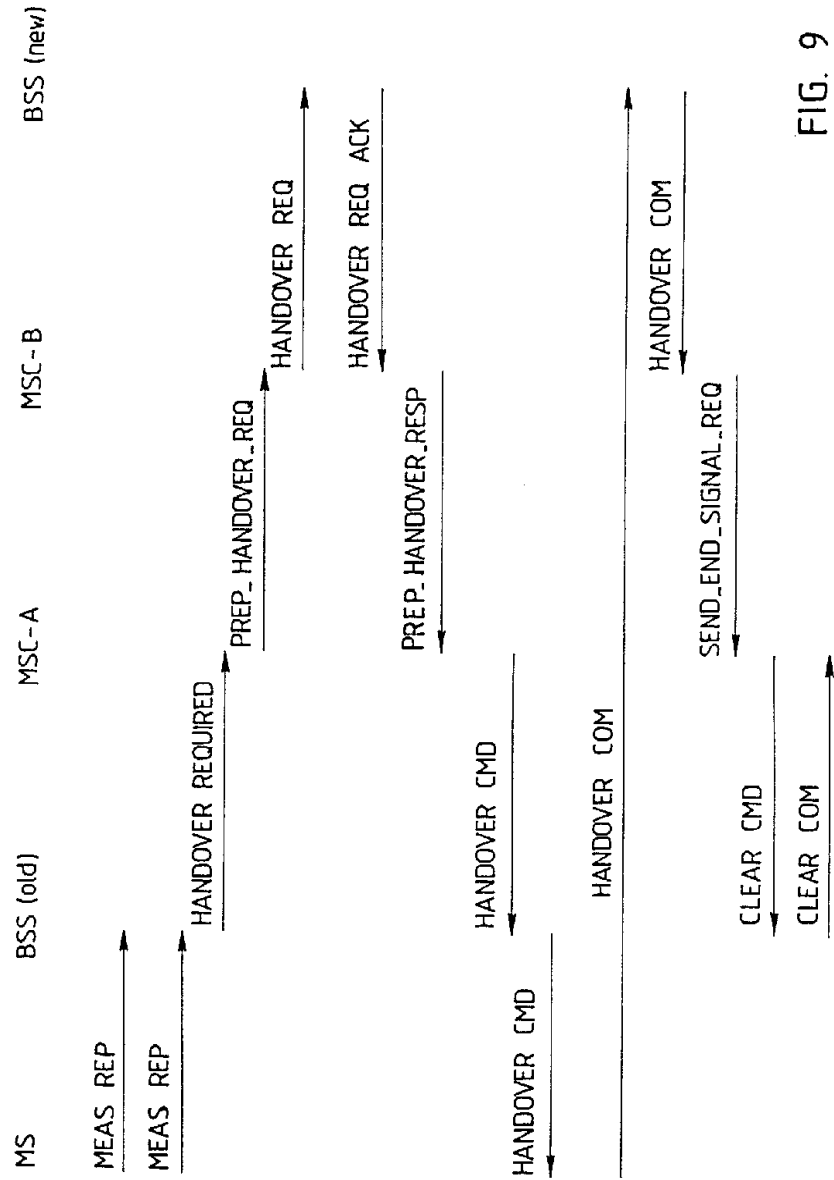 MS BSS (old) MSC-A MSC-B BSS (new)
MEAS REP
MEAS REP
HANDOVER REQUIRED
PREP_HANDOVER_REQ
HANDOVER REQ
HANDOVER REQ ACK
PREP_HANDOVER_RESP
HANDOVER CMD
HANDOVER CMD
HANDOVER COM
HANDOVER COM
SEND_END_SIGNAL_REQ
CLEAR CMD
CLEAR COM
FIG. 9